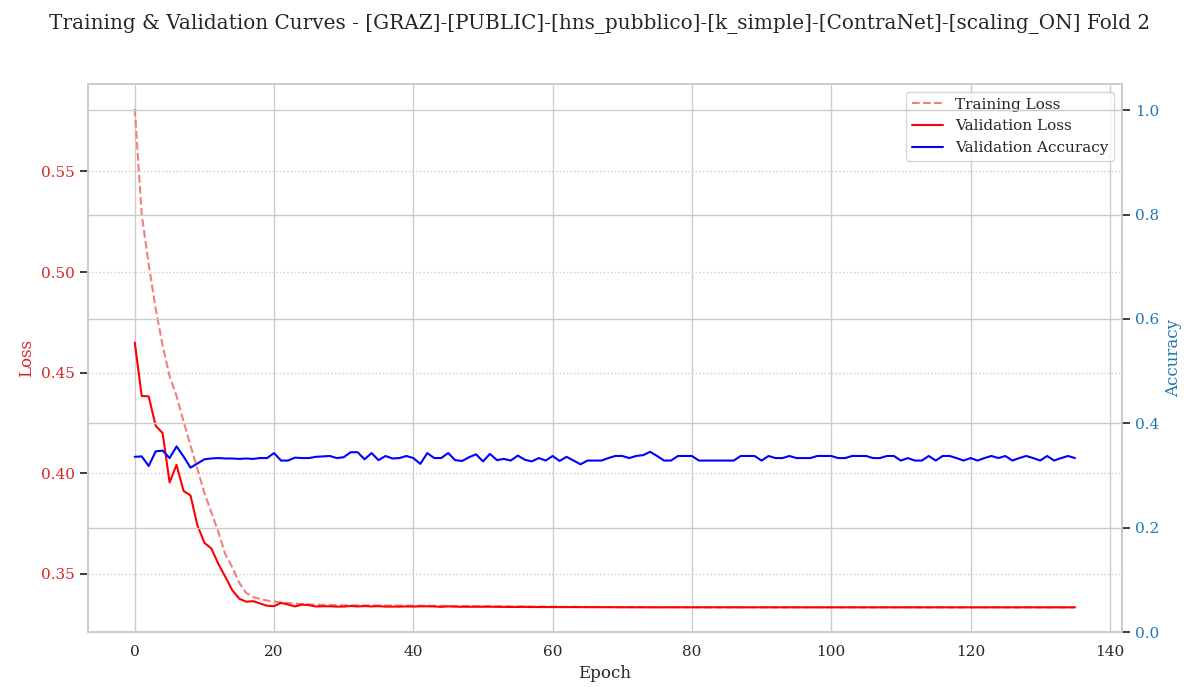 Training & Validation Curves - [GRAZ]-[PUBLIC]-[hns_pubblico]-[k_simple]-[ContraNet]-[scaling_ON] Fold 2
Training Loss
Validation Loss
Validation Accuracy
Loss
0.55
0.50
0.45
0.40
0.35
1.0
0.8
0.6
0.4
0.2
0.0
Accuracy
0 20 40 60 80 100 120 140
Epoch